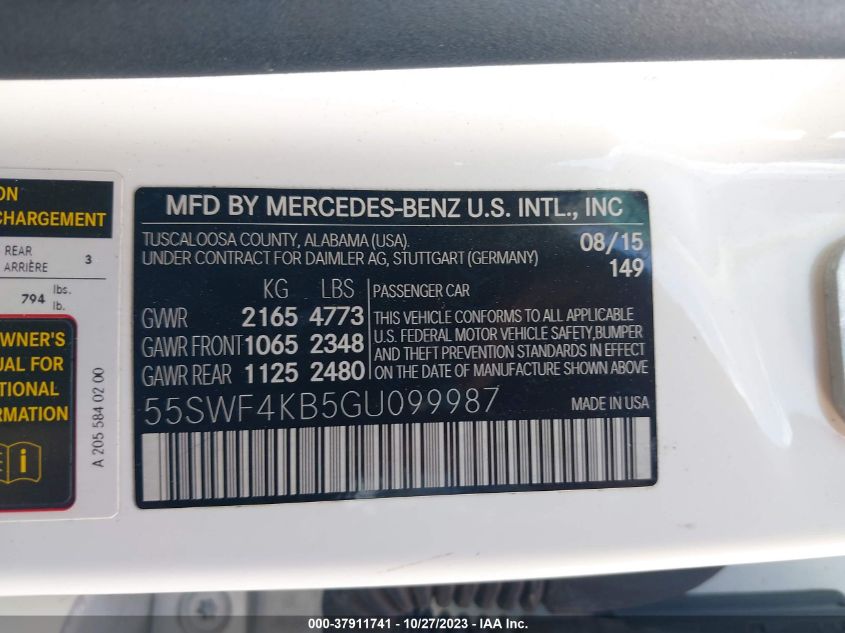 ON
CHARGEMENT
REAR
ARRIÈRE
3
794 lbs.
lb.
WNER'S
UAL FOR
TIONAL
RMATION
A 205 584 02 00
MFD BY MERCEDES-BENZ U.S. INTL., INC
TUSCALOOSA COUNTY, ALABAMA (USA).
UNDER CONTRACT FOR DAIMLER AG, STUTTGART (GERMANY)
08/15
149
KG LBS
GVWR 2165 4773
GAWR FRONT 1065 2348
GAWR REAR 1125 2480
PASSENGER CAR
THIS VEHICLE CONFORMS TO ALL APPLICABLE
U.S. FEDERAL MOTOR VEHICLE SAFETY,BUMPER
AND THEFT PREVENTION STANDARDS IN EFFECT
ON THE DATE OF MANUFACTURE SHOWN ABOVE
55SWF4KB5GU099987
MADE IN USA
000-37911741 - 10/27/2023 - © IAA Inc.